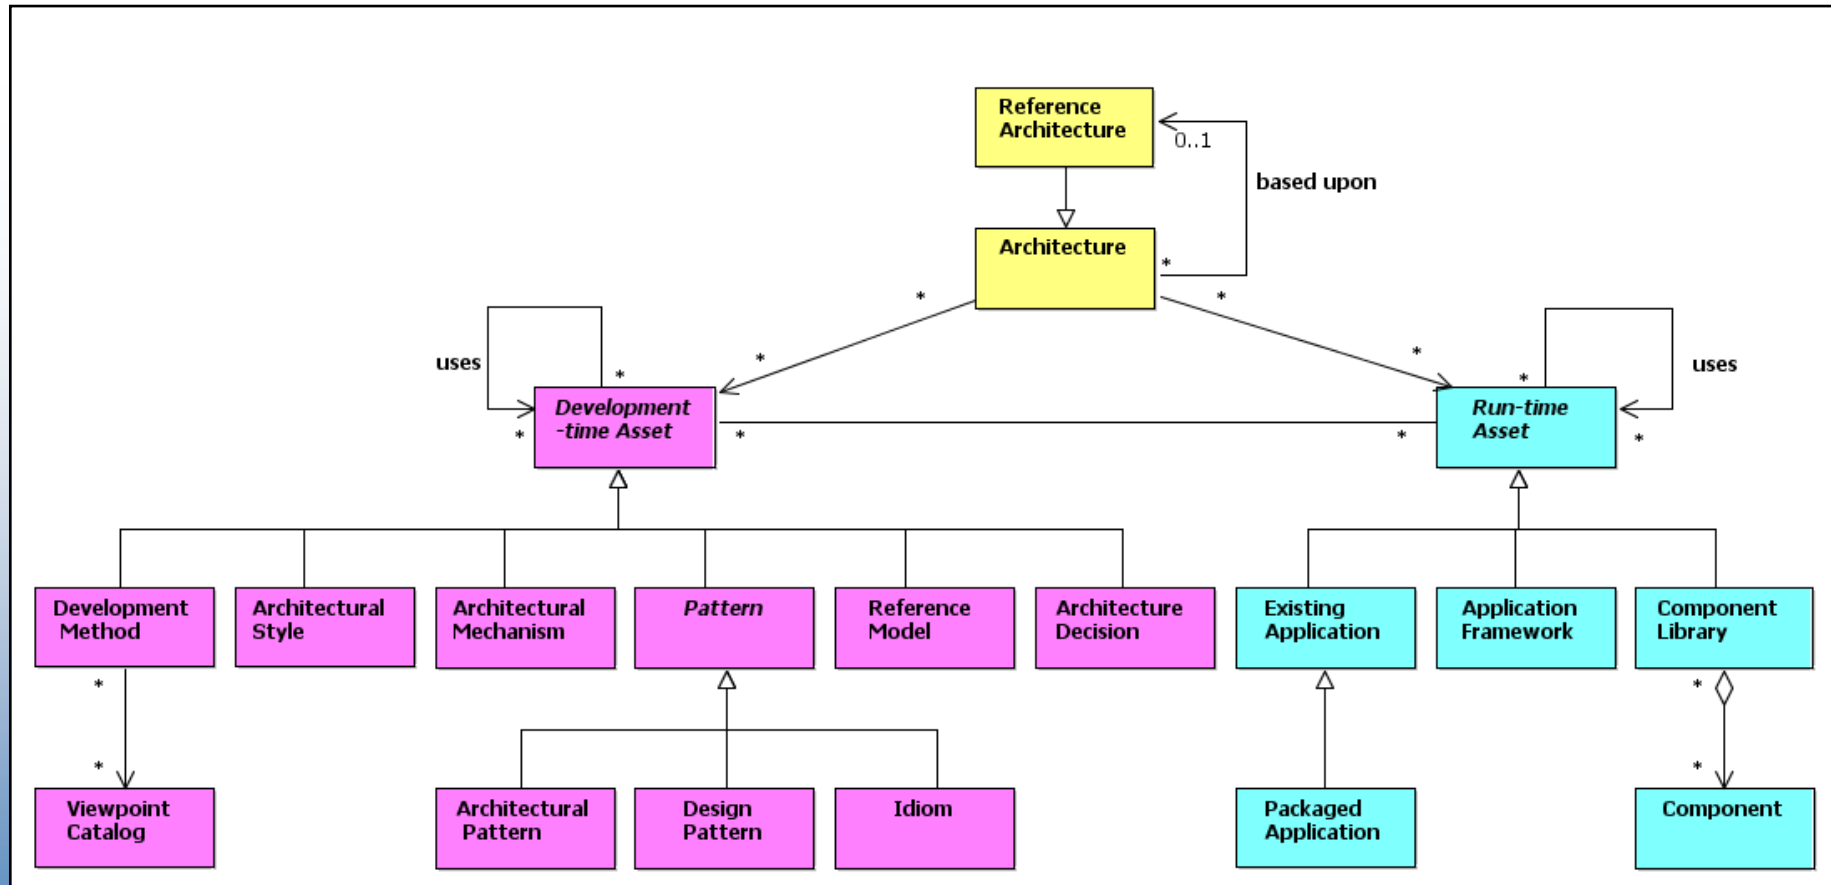 Reference
Architecture
0..1
based upon
Architecture
*
*
*
*
*
uses
*
*
Development
-time Asset
*
*
Run-time
Asset
*
*
uses
Development
Method
Architectural
Style
Architectural
Mechanism
Pattern
Reference
Model
Architecture
Decision
Existing
Application
Application
Framework
Component
Library
*
*
*
*
Viewpoint
Catalog
Architectural
Pattern
Design
Pattern
Idiom
Packaged
Application
Component